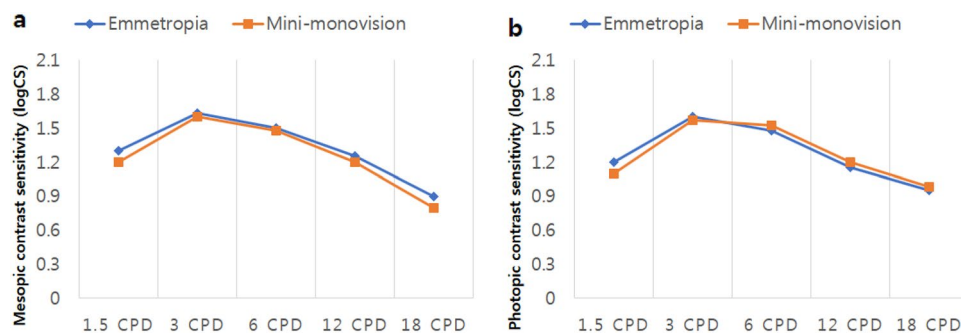 a
Emmetropia Mini-monovision
Mesopic contrast sensitivity (logCS)
2.1
1.8
1.5
1.2
0.9
0.6
0.3
0
1.5 CPD 3 CPD 6 CPD 12 CPD 18 CPD
b
Emmetropia Mini-monovision
Photopic contrast sensitivity (logCS)
2.1
1.8
1.5
1.2
0.9
0.6
0.3
0
1.5 CPD 3 CPD 6 CPD 12 CPD 18 CPD